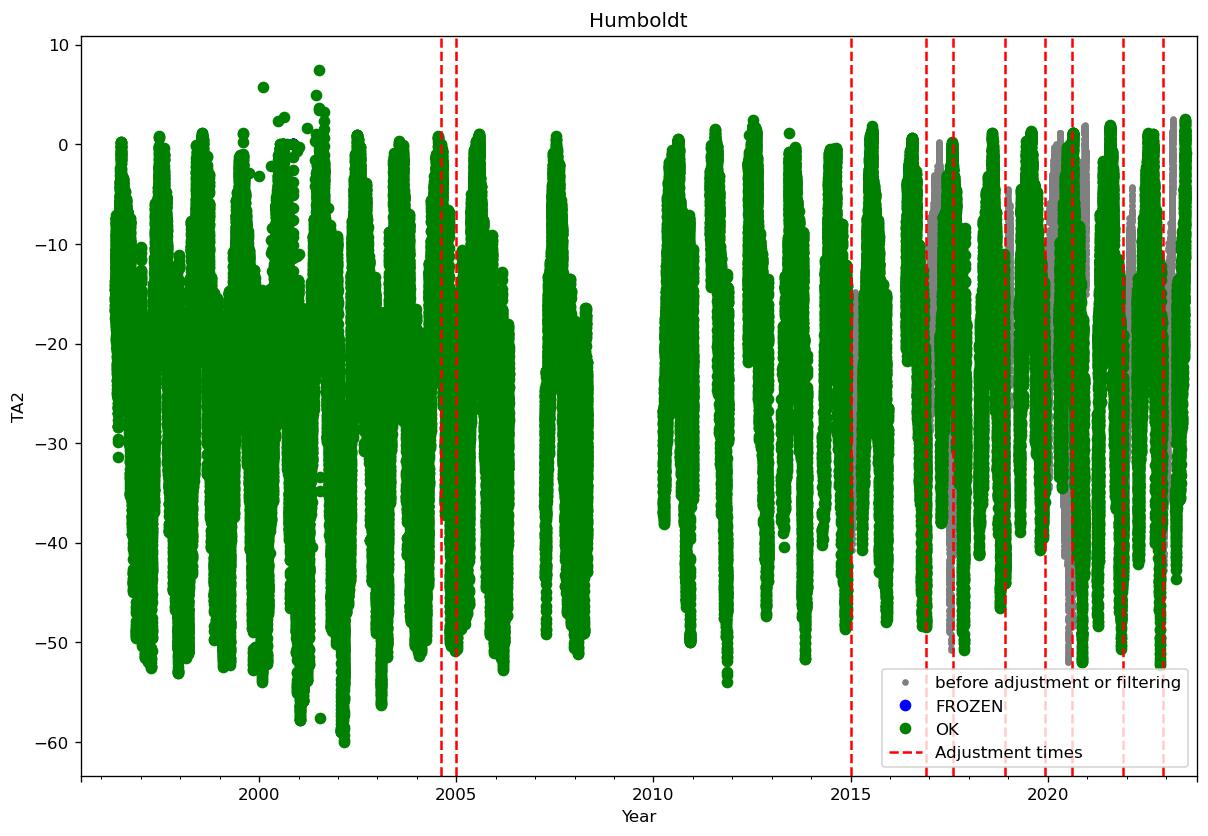 Humboldt
10
0
−10
−20
−30
−40
−50
−60
TA2
before adjustment or filtering
FROZEN
OK
Adjustment times
2000
2005
2010
2015
2020
Year